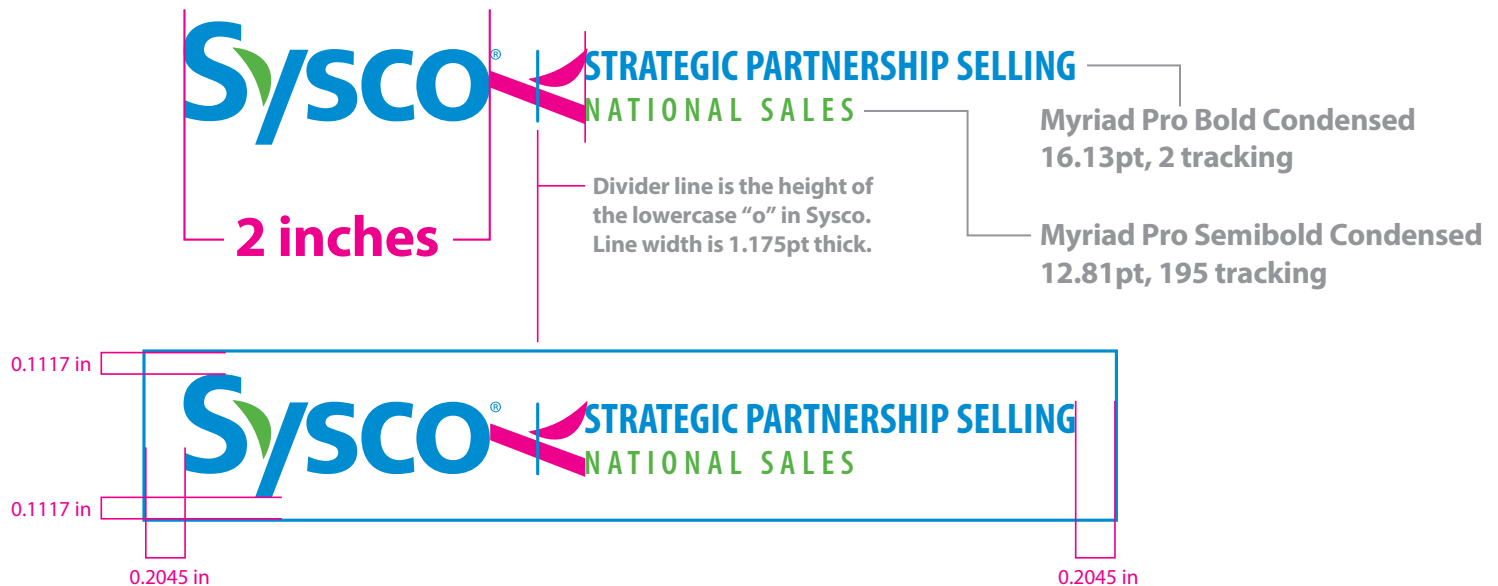 Sysco® STRATEGIC PARTNERSHIP SELLING
NATIONAL SALES
Myriad Pro Bold Condensed
16.13pt, 2 tracking
Divider line is the height of
the lowercase “o” in Sysco.
Line width is 1.175pt thick.
2 inches
Myriad Pro Semibold Condensed
12.81pt, 195 tracking
0.1117 in
Sysco® STRATEGIC PARTNERSHIP SELLING
NATIONAL SALES
0.1117 in
0.2045 in
0.2045 in